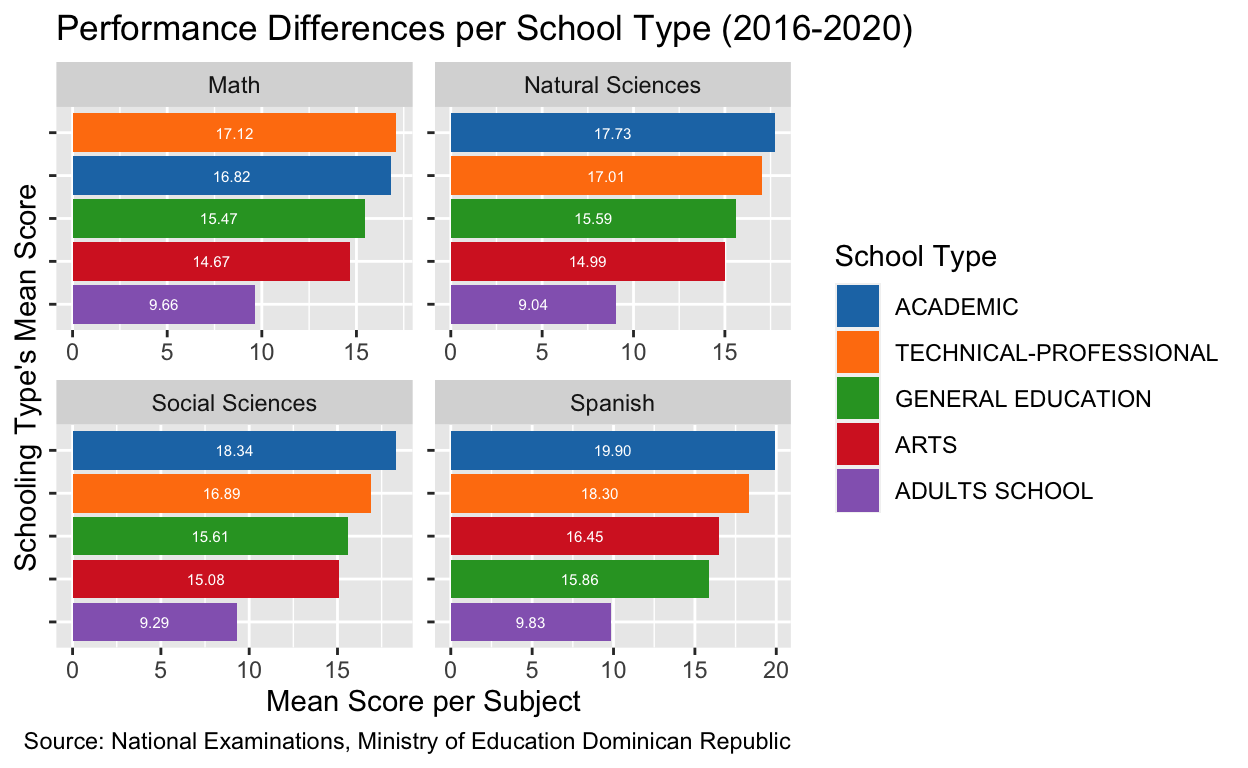 Performance Differences per School Type (2016-2020)
Math
17.12
16.82
15.47
14.67
9.66
0 5 10 15
Natural Sciences
17.73
17.01
15.59
14.99
9.04
0 5 10 15
Social Sciences
18.34
16.89
15.61
15.08
9.29
0 5 10 15
Spanish
19.90
18.30
16.45
15.86
9.83
0 5 10 15 20
Schooling Type's Mean Score
Mean Score per Subject
School Type
ACADEMIC
TECHNICAL-PROFESSIONAL
GENERAL EDUCATION
ARTS
ADULTS SCHOOL
Source: National Examinations, Ministry of Education Dominican Republic